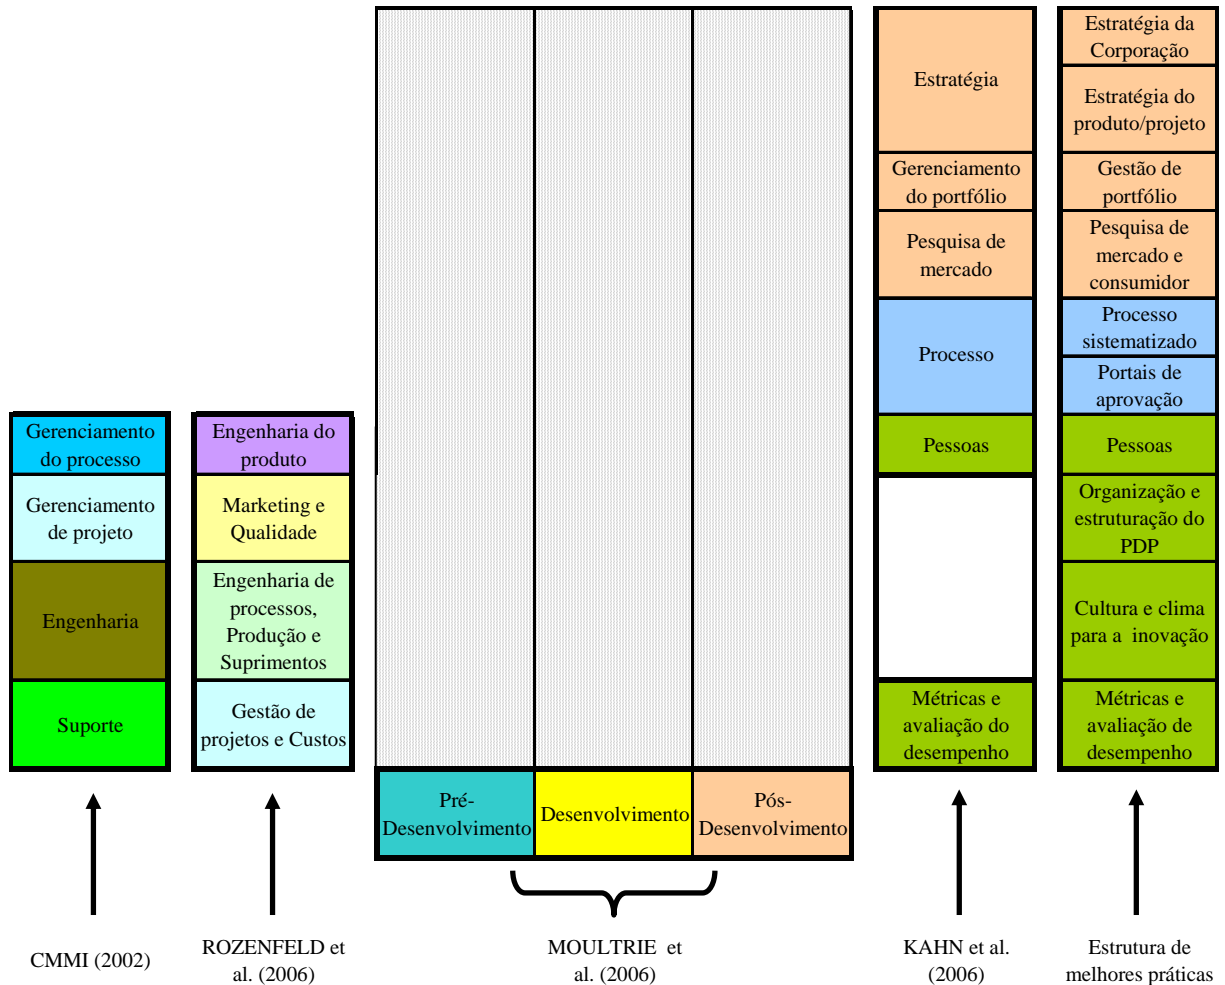 Gerenciamento
do processo
Gerenciamento
de projeto
Engenharia
Suporte
CMMI (2002)
Engenharia do
produto
Marketing e
Qualidade
Engenharia de
processos,
Produção e
Suprimentos
Gestão de
projetos e Custos
ROZENFELD et
al. (2006)
Pré-
Desenvolvimento
Desenvolvimento
Pós-
Desenvolvimento
MOULTRIE et
al. (2006)
Estratégia
Gerenciamento
do portfólio
Pesquisa de
mercado
Processo
Pessoas
Métricas e
avaliação do
desempenho
KAHN et al.
(2006)
Estratégia da
Corporação
Estratégia do
produto/projeto
Gestão de
portfólio
Pesquisa de
mercado e
consumidor
Processo
sistematizado
Portais de
aprovação
Pessoas
Organização e
estruturação do
PDP
Cultura e clima
para a inovação
Métricas e
avaliação de
desempenho
Estrutura de
melhores práticas